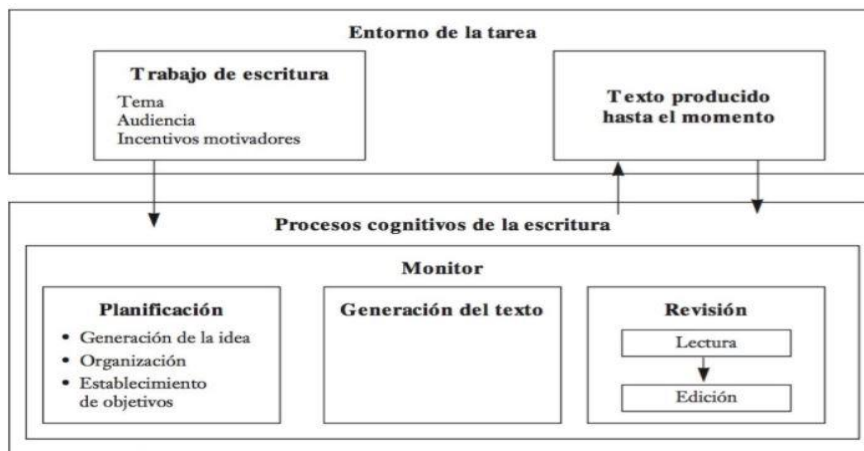 Entorno de la tarea
Trabajo de escritura
Tema
Audiencia
Incentivos motivadores
Texto producido
hasta el momento
Procesos cognitivos de la escritura
Monitor
Planificación
• Generación de la idea
• Organización
• Establecimiento
de objetivos
Generación del texto
Revisión
Lectura
Edición